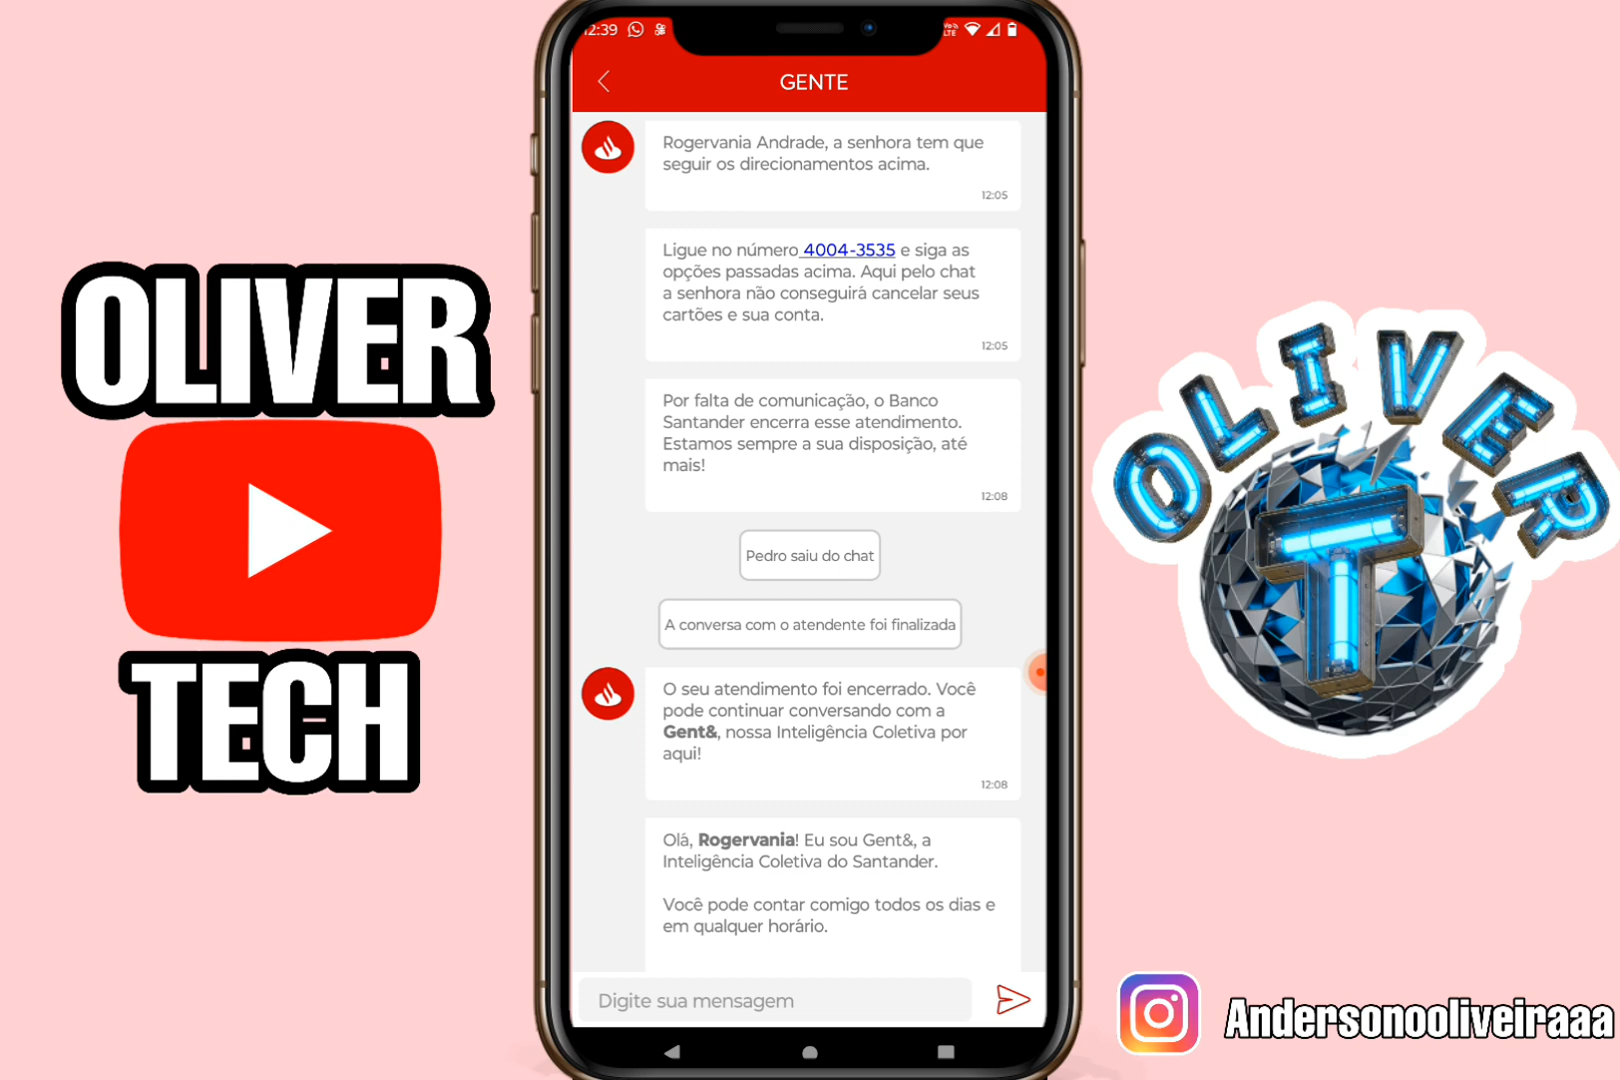 OLIVER
TECH
12:39
VoLTE
GENTE
Rogervania Andrade, a senhora tem que
seguir os direcionamentos acima.
12:05
Ligue no número 4004-3535 e siga as
opções passadas acima. Aqui pelo chat
a senhora não conseguirá cancelar seus
cartões e sua conta.
12:05
Por falta de comunicação, o Banco
Santander encerra esse atendimento.
Estamos sempre a sua disposição, até
mais!
12:08
Pedro saiu do chat
A conversa com o atendente foi finalizada
O seu atendimento foi encerrado. Você
pode continuar conversando com a
Gent&, nossa Inteligência Coletiva por
aqui!
12:08
Olá, Rogervania! Eu sou Gent&, a
Inteligência Coletiva do Santander.
Você pode contar comigo todos os dias e
em qualquer horário.
Digite sua mensagem
OLIVER
T
Andersonooliveiraaa